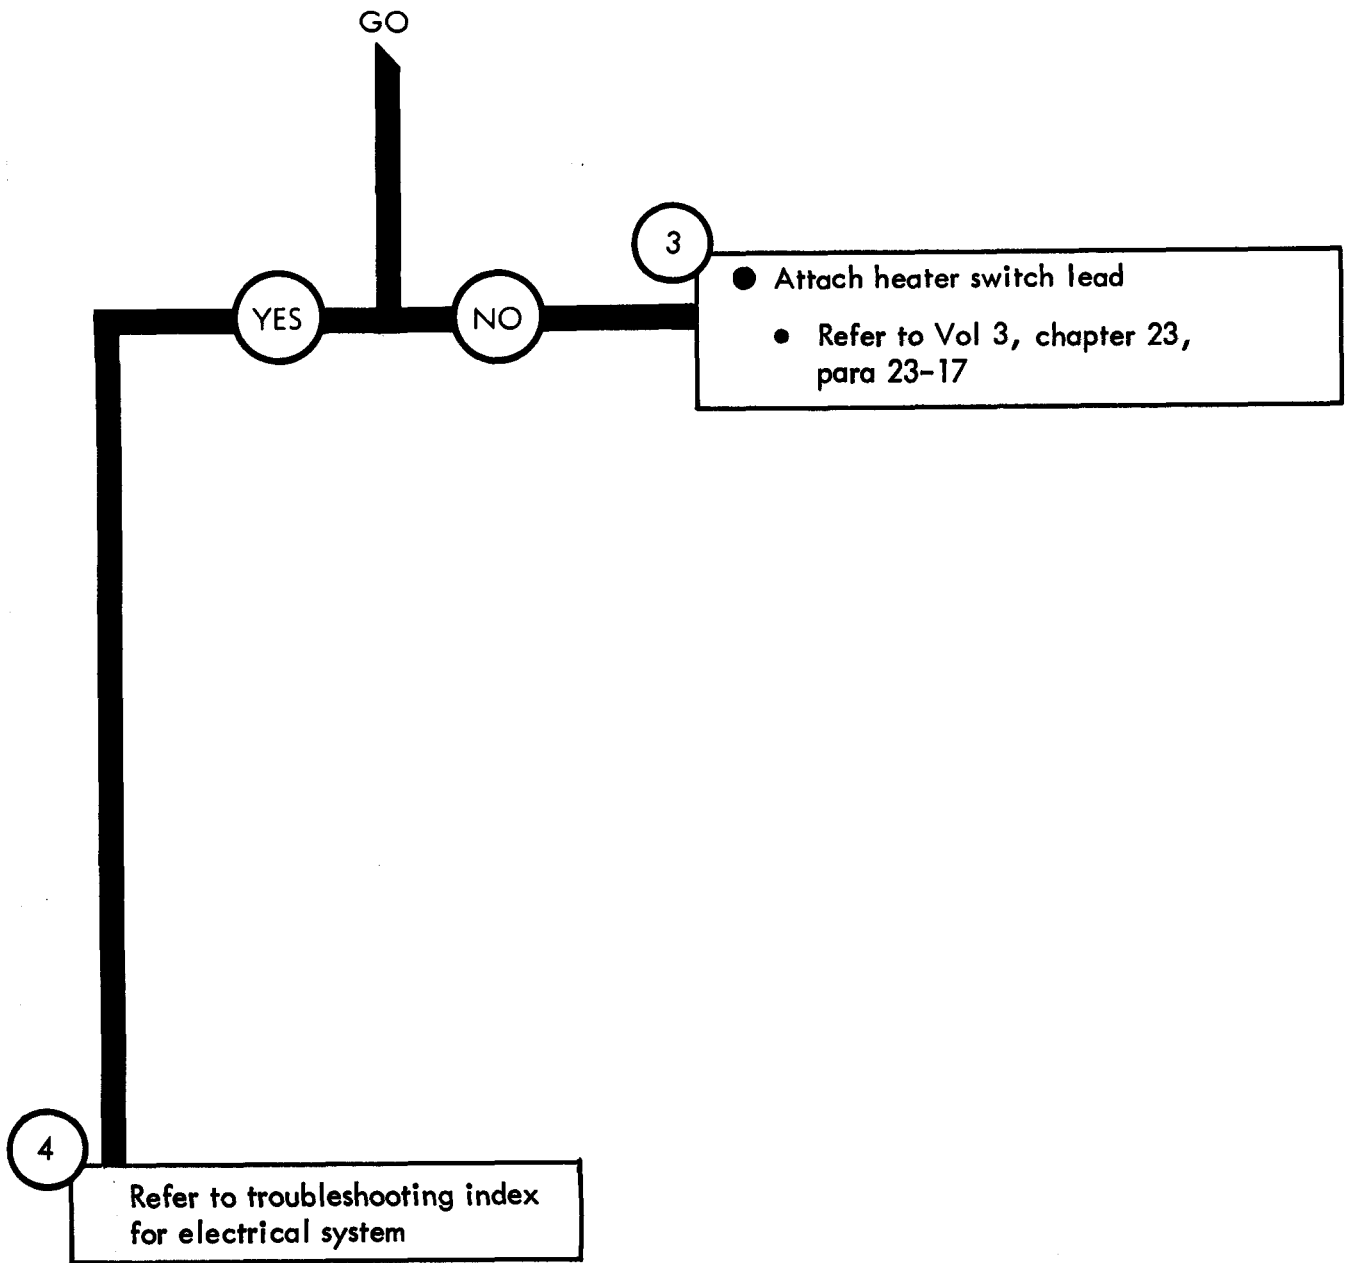 GO
YES
NO
3
● Attach heater switch lead
● Refer to Vol 3, chapter 23,
para 23-17
4
Refer to troubleshooting index
for electrical system